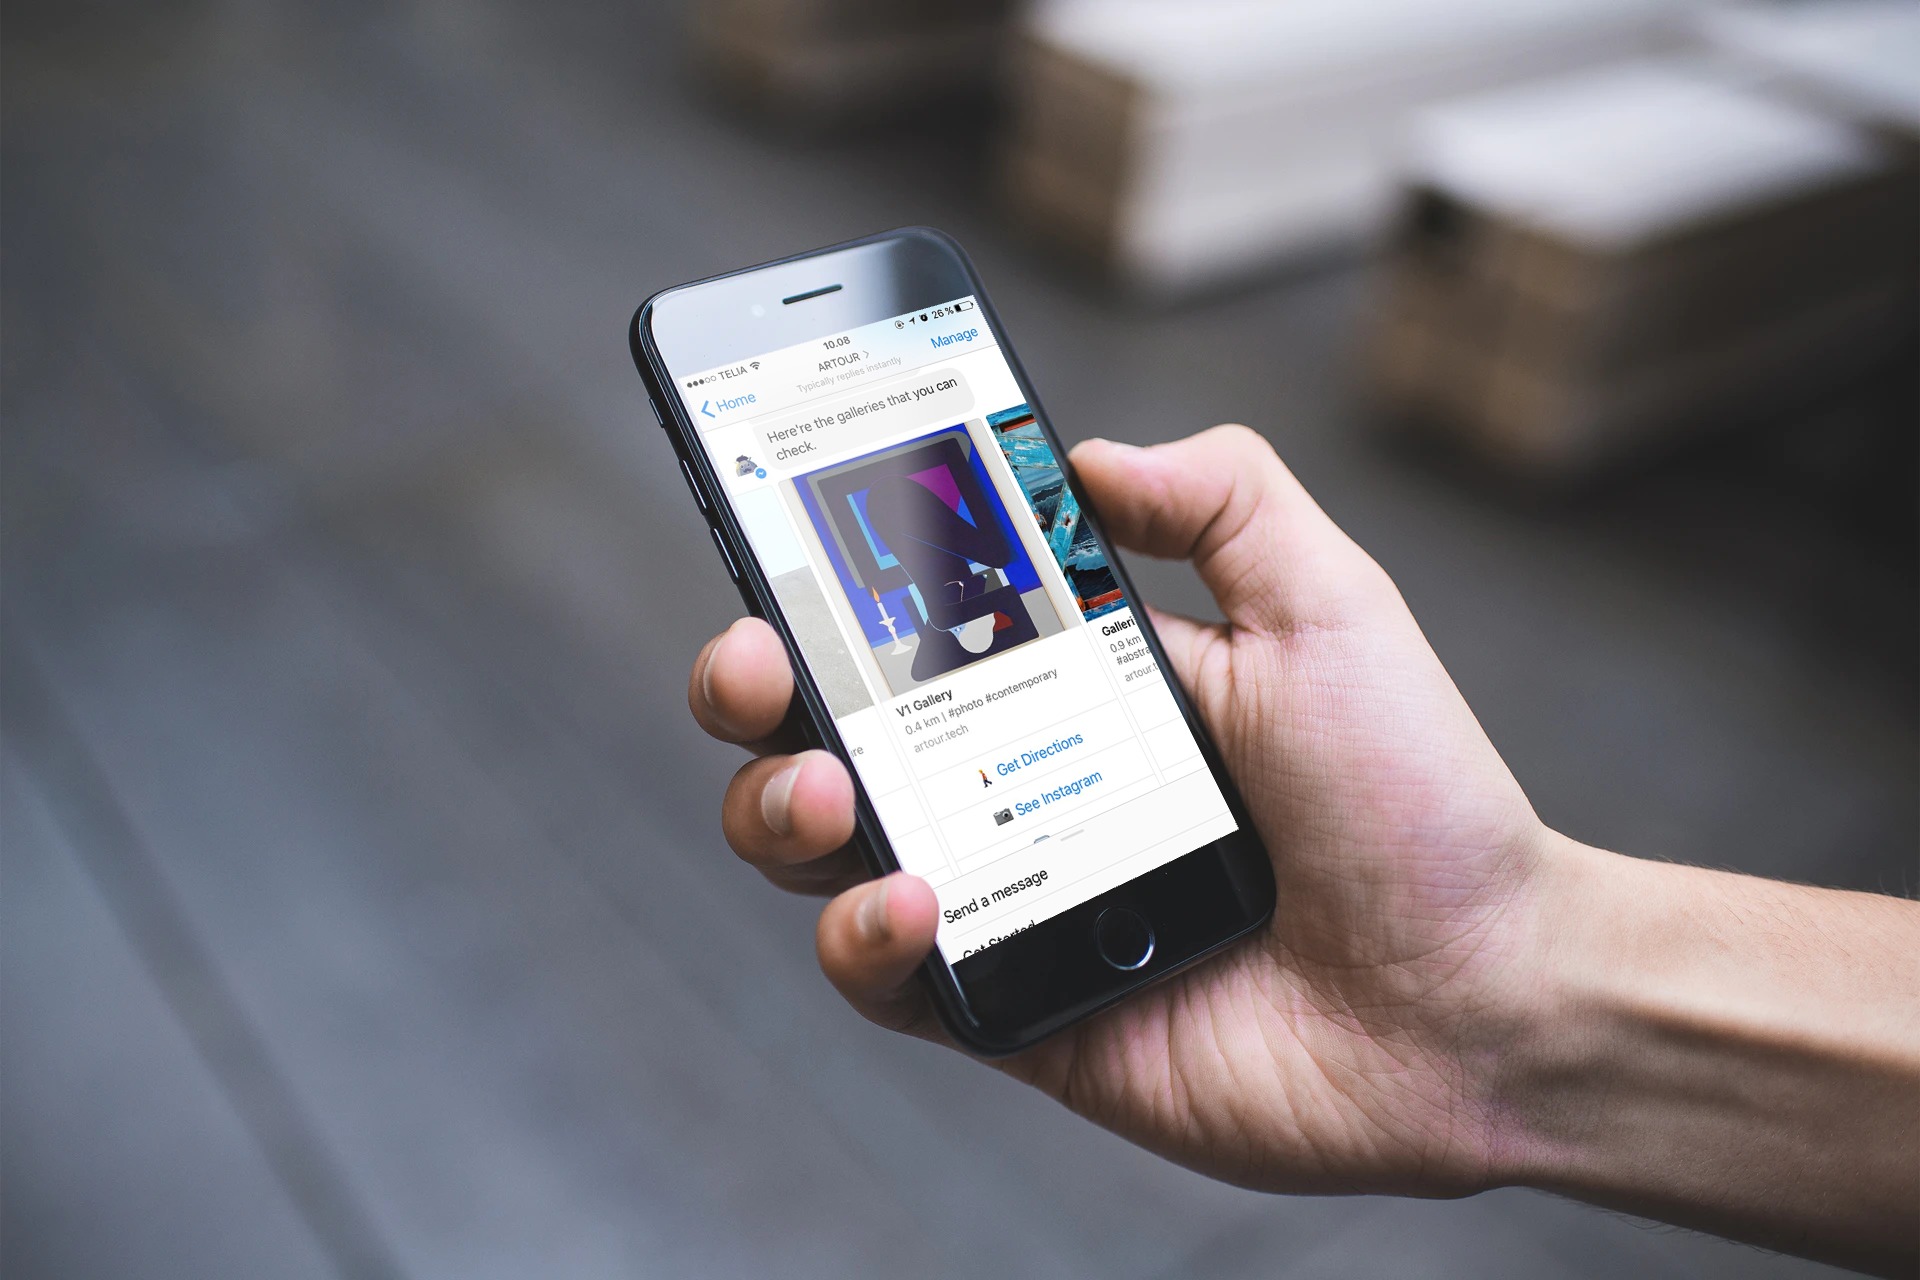 TELIA
10.08
26 %
Home
ARTOUR
Manage
Typically replies instantly
Here're the galleries that you can
check.
V1 Gallery
0.4 km | #photo #contemporary
artour.tech
Get Directions
See Instagram
Galleri
0.9 km
#abstra
artour.t
re
Send a message
Get Started